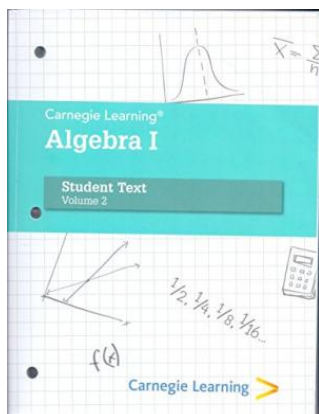 X = Σ
n
Carnegie Learning®
Algebra I
Student Text
Volume 2
x
1/2, 1/4, 1/8, 1/16...
f(x)
Carnegie Learning